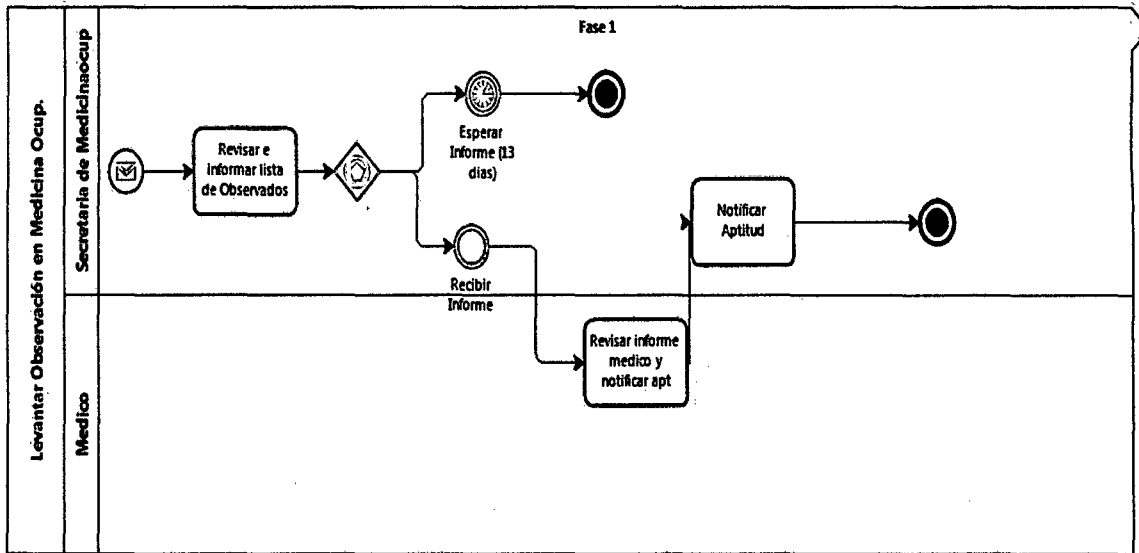 Levantar Observación en Medicina Ocup.
Secretaria de Medicinaocup
Medico
Fase 1
Revisar e
informar lista
de Observados
Esperar
Informe (13
dias)
Recibir
Informe
Notificar
Aptitud
Revisar informe
medico y
notificar apt